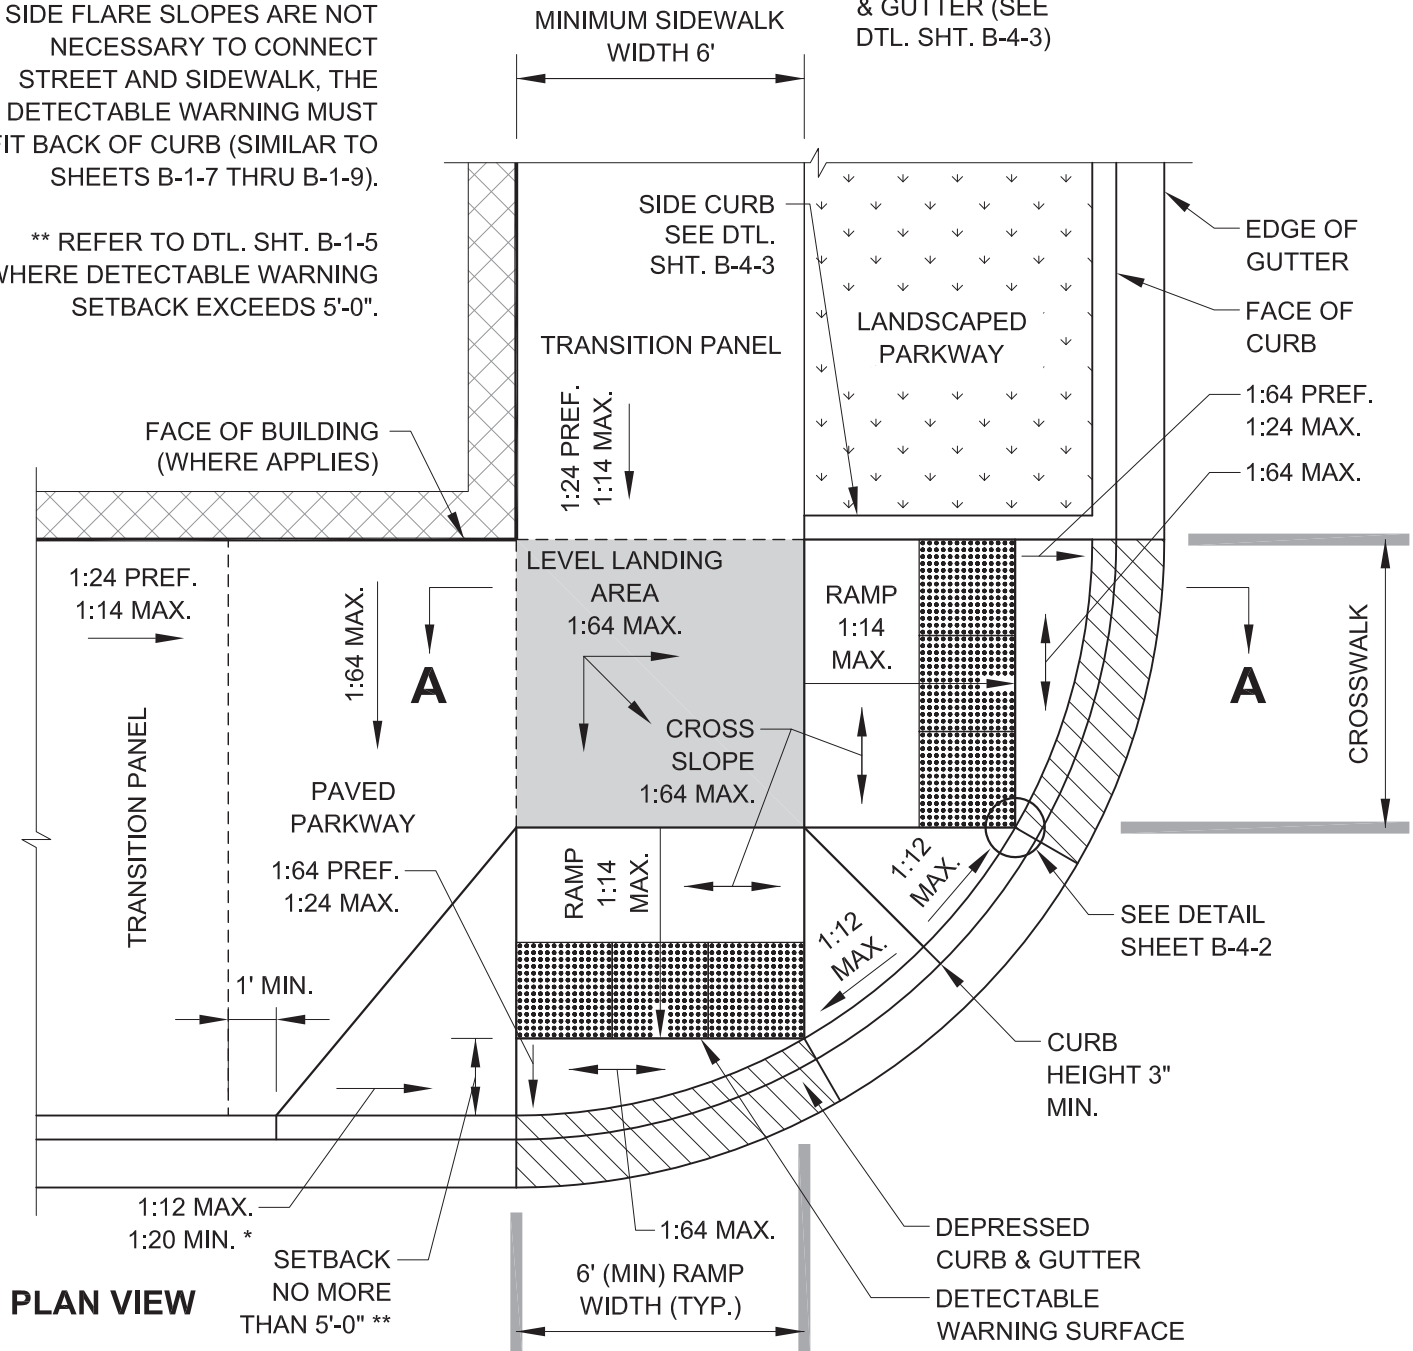 SIDE FLARE SLOPES ARE NOT
NECESSARY TO CONNECT
STREET AND SIDEWALK, THE
DETECTABLE WARNING MUST
FIT BACK OF CURB (SIMILAR TO
SHEETS B-1-7 THRU B-1-9).
** REFER TO DTL. SHT. B-1-5
WHERE DETECTABLE WARNING
SETBACK EXCEEDS 5'-0".
MINIMUM SIDEWALK
WIDTH 6'
& GUTTER (SEE
DTL. SHT. B-4-3)
SIDE CURB
SEE DTL.
SHT. B-4-3
EDGE OF
GUTTER
FACE OF
CURB
LANDSCAPED
PARKWAY
TRANSITION PANEL
1:24 PREF.
1:14 MAX.
1:64 PREF.
1:24 MAX.
1:64 MAX.
FACE OF BUILDING
(WHERE APPLIES)
1:24 PREF.
1:14 MAX.
1:64 MAX.
A
LEVEL LANDING
AREA
1:64 MAX.
RAMP
1:14
MAX.
A
CROSSWALK
TRANSITION PANEL
CROSS
SLOPE
1:64 MAX.
PAVED
PARKWAY
1:64 PREF.
1:24 MAX.
RAMP
1:14
MAX.
1:12
MAX.
1:12
MAX.
SEE DETAIL
SHEET B-4-2
1' MIN.
CURB
HEIGHT 3"
MIN.
1:12 MAX.
1:20 MIN. *
SETBACK
NO MORE
THAN 5'-0" **
1:64 MAX.
6' (MIN) RAMP
WIDTH (TYP.)
DEPRESSED
CURB & GUTTER
DETECTABLE
WARNING SURFACE
PLAN VIEW